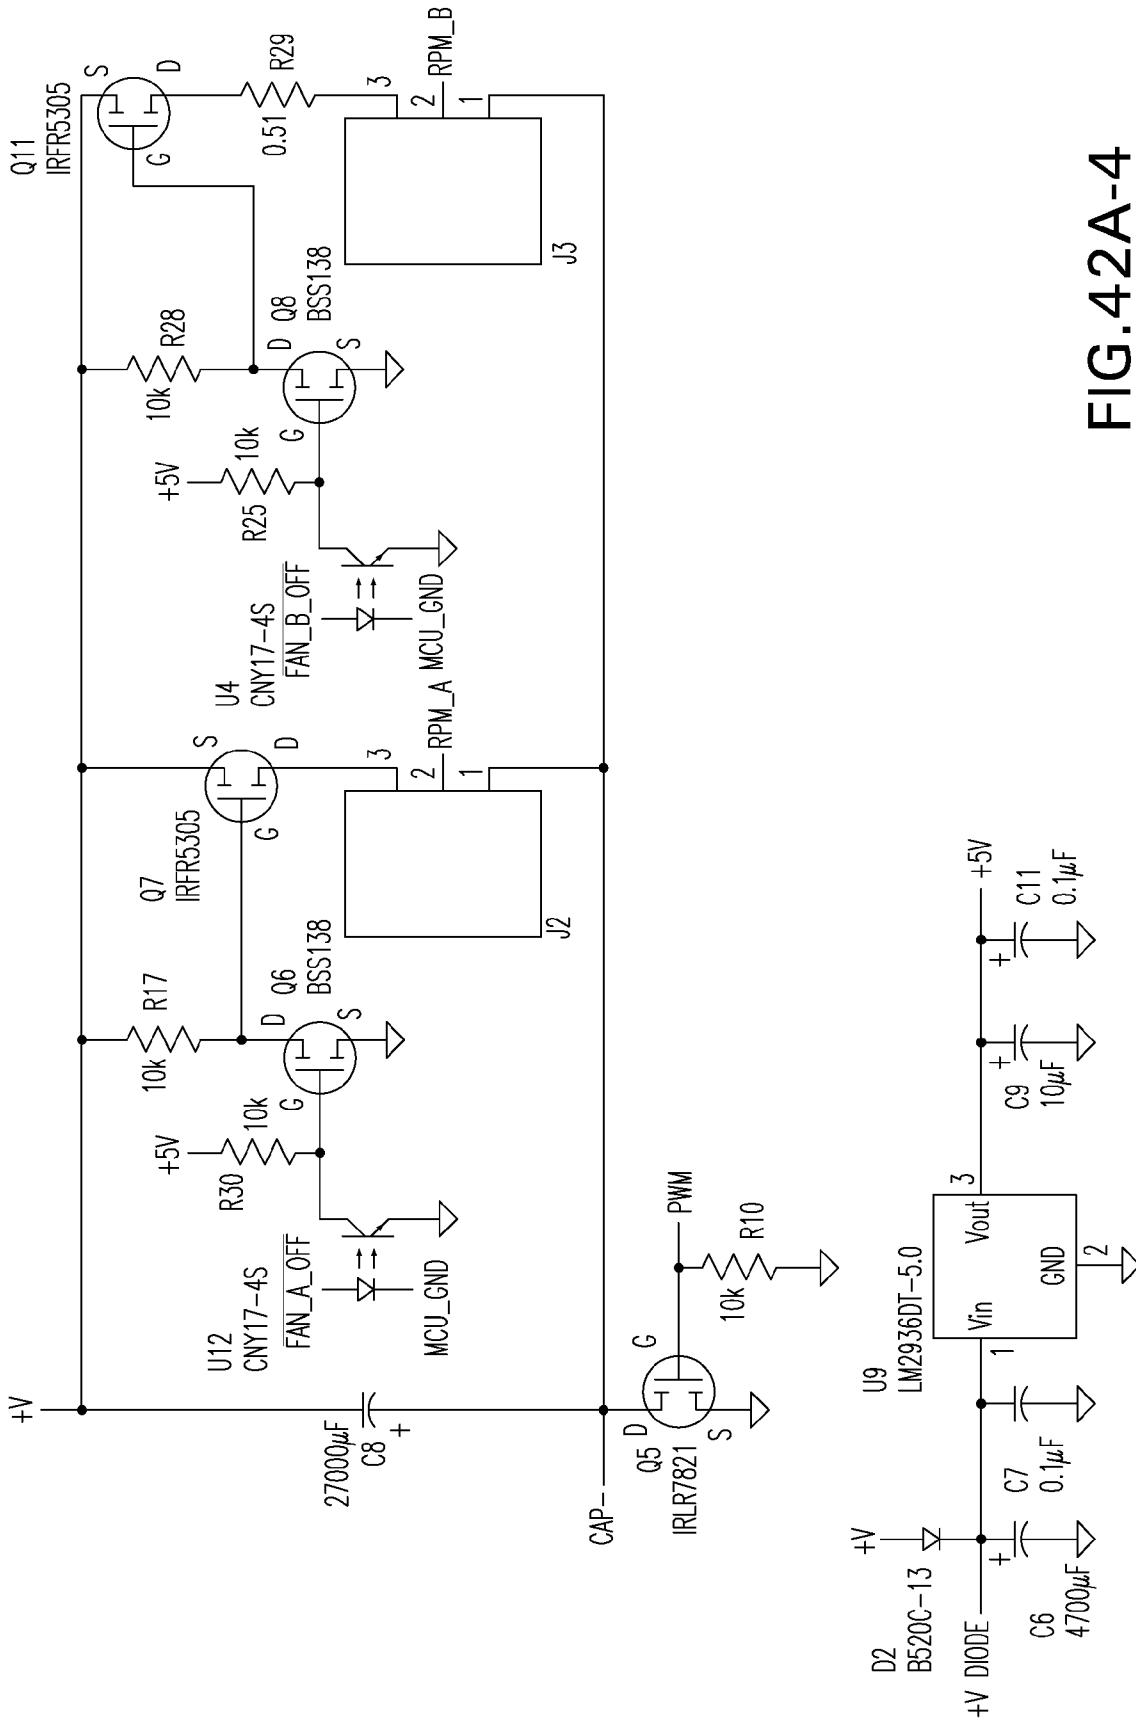 +V
27000µF
C8
+
CAP-
Q5
IRLR7821
D
G
S
PWM
10k
R10
U12
CNY17-4S
FAN_A_OFF
MCU_GND
+5V
R30
10k
G
10k
R17
D
S
Q6
BSS138
Q7
IRFR5305
G
S
D
J2
3
2
RPM_A
1
U4
CNY17-4S
FAN_B_OFF
MCU_GND
+5V
R25
10k
G
10k
R28
D
S
Q8
BSS138
Q11
IRFR5305
G
S
D
0.51
R29
J3
3
2
RPM_B
1
D2
B520C-13
+V
+V DIODE
+
C6
4700µF
C7
0.1µF
U9
LM2936DT-5.0
1
Vin
Vout
3
GND
2
+
C9
10µF
+
C11
0.1µF
+5V
FIG.42A-4